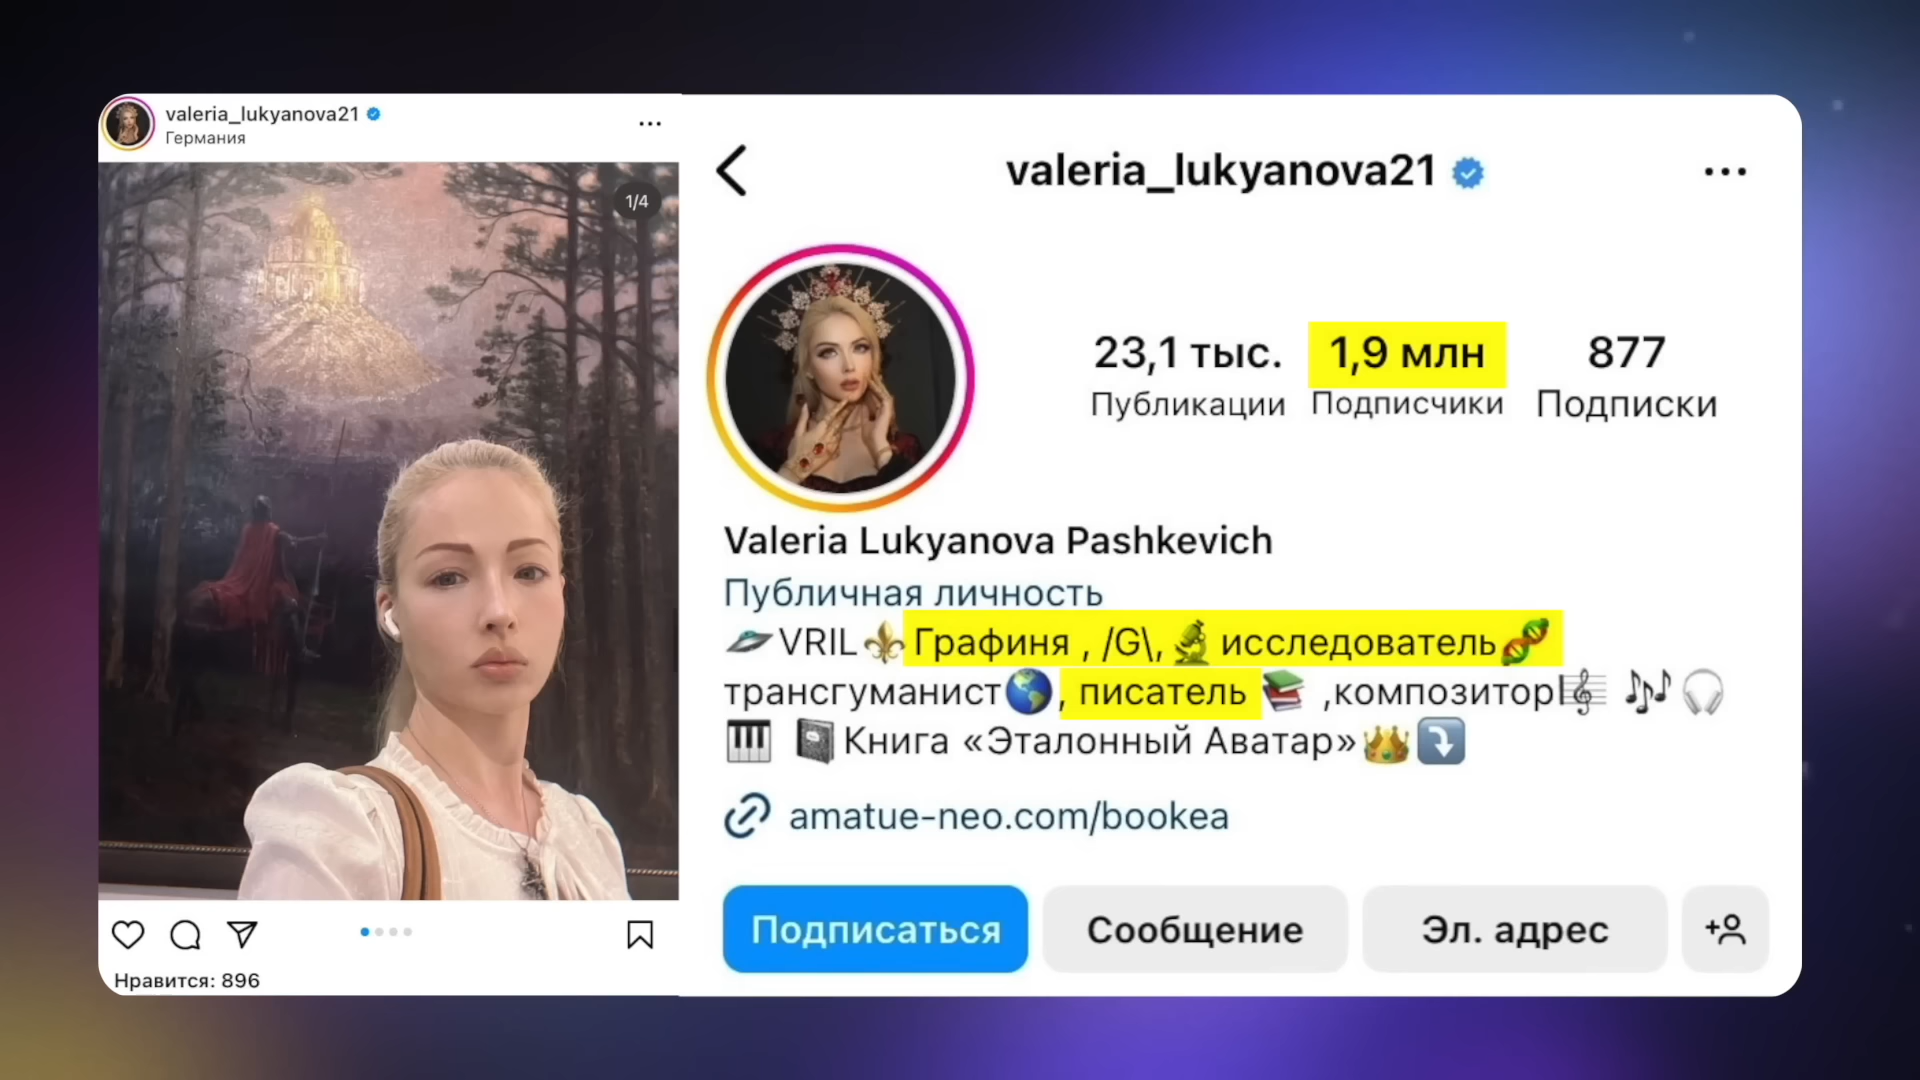 valeria_lukyanova21
Германия
1/4
Нравится: 896
valeria_lukyanova21
23,1 тыс. 1,9 млн 877
Публикации Подписчики Подписки
Valeria Lukyanova Pashkevich
Публичная личность
🛸VRIL⚜️Графиня , /G\,🔬исследователь🧬
трансгуманист🌎, писатель📚 ,композитор🎼 🎶🎧
🎹 📓Книга «Эталонный Аватар»👑⤵️
amatue-neo.com/bookea
Подписаться Сообщение Эл. адрес